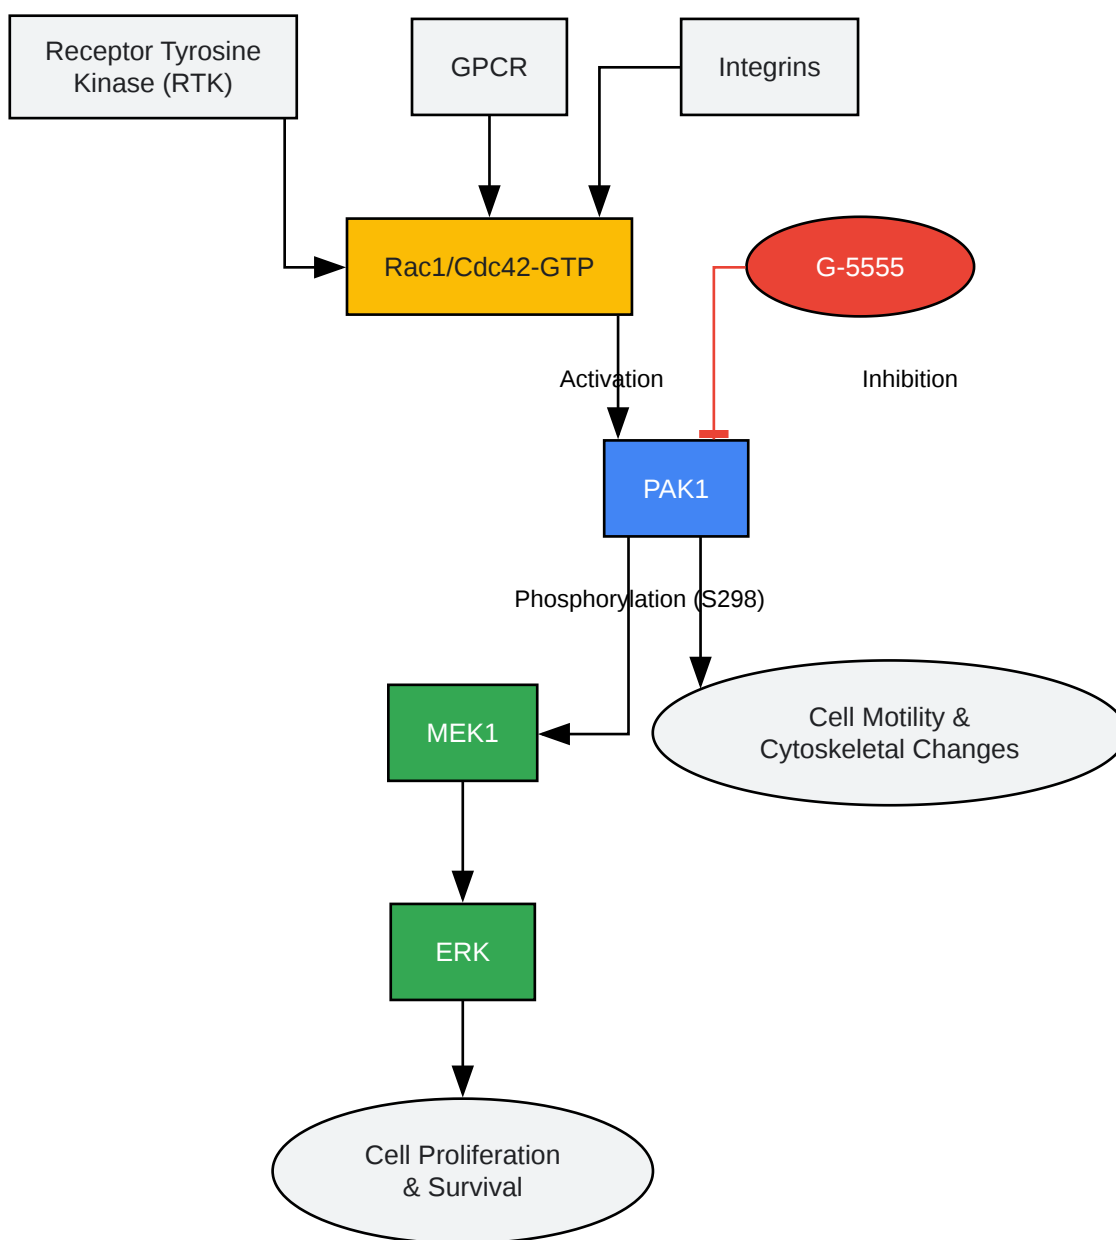 Receptor Tyrosine
Kinase (RTK)
GPCR
Integrins
Rac1/Cdc42-GTP
G-5555
Activation
Inhibition
PAK1
Phosphorylation (S298)
MEK1
Cell Motility &
Cytoskeletal Changes
ERK
Cell Proliferation
& Survival